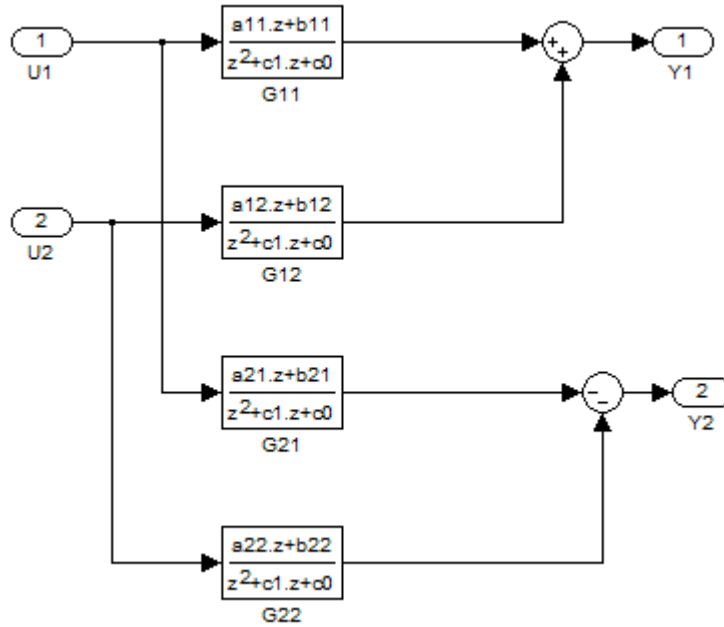 1
U1
a11.z+b11
z2+c1.z+c0
G11
+
+
1
Y1
2
U2
a12.z+b12
z2+c1.z+c0
G12
a21.z+b21
z2+c1.z+c0
G21
−
−
2
Y2
a22.z+b22
z2+c1.z+c0
G22